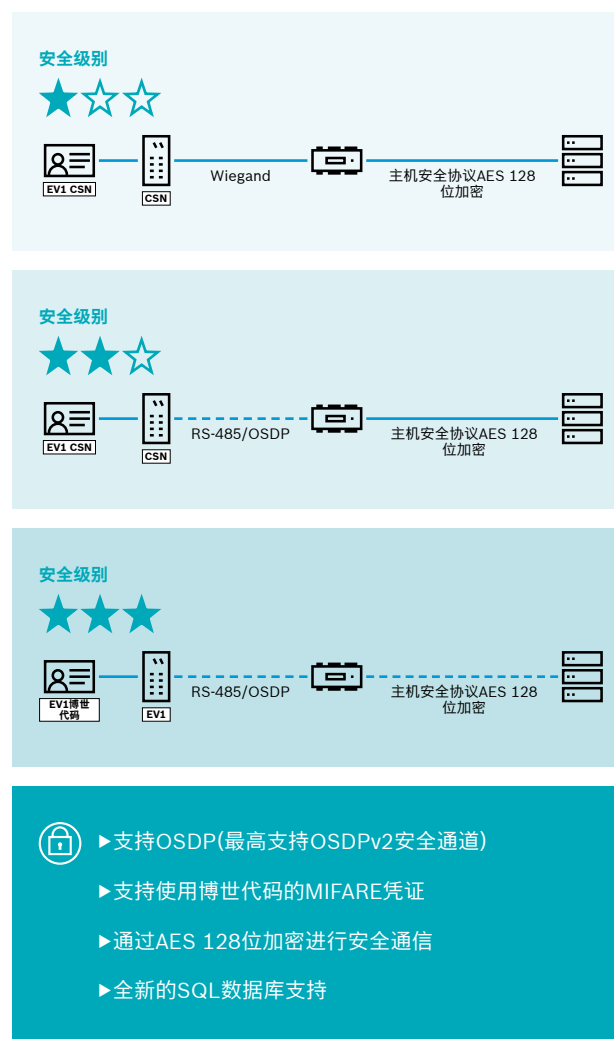 安全级别
EV1 CSN
CSN
Wiegand
主机安全协议AES 128
位加密
安全级别
EV1 CSN
CSN
RS-485/OSDP
主机安全协议AES 128
位加密
安全级别
EV1博世
代码
EV1
RS-485/OSDP
主机安全协议AES 128
位加密
▶支持OSDP(最高支持OSDPv2安全通道)
▶支持使用博世代码的MIFARE凭证
▶通过AES 128位加密进行安全通信
▶全新的SQL数据库支持